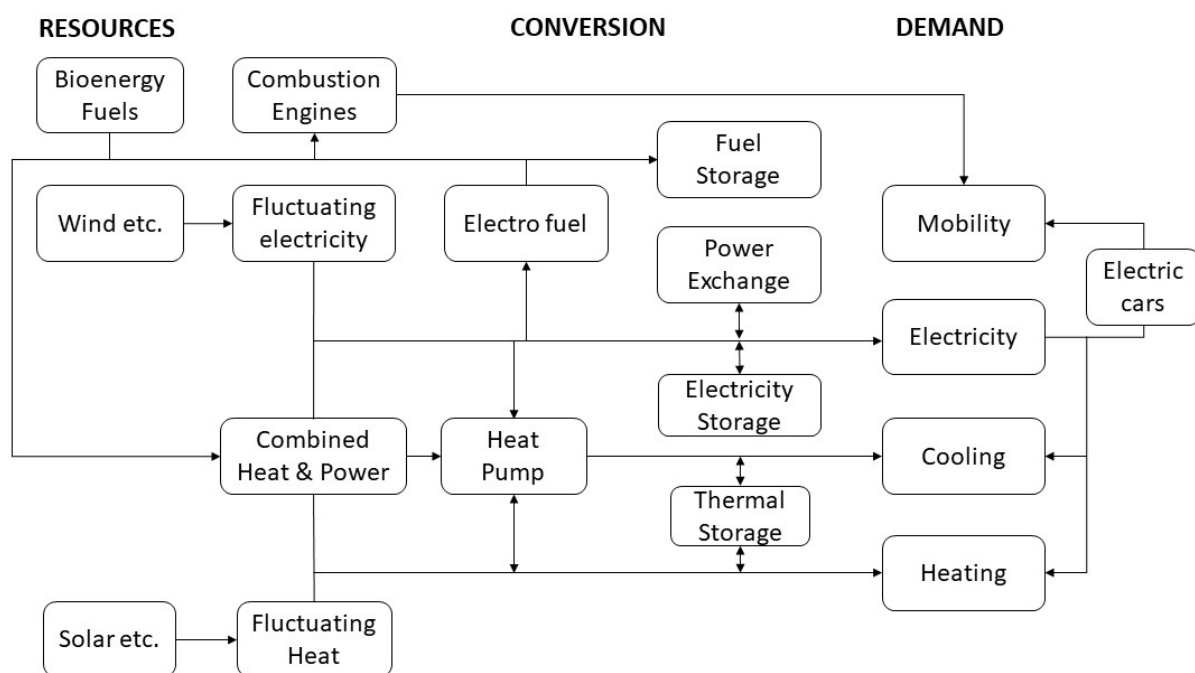 RESOURCES
CONVERSION
DEMAND
Bioenergy
Fuels
Combustion
Engines
Fuel
Storage
Wind etc.
Fluctuating
electricity
Electro fuel
Mobility
Power
Exchange
Electric
cars
Electricity
Electricity
Storage
Combined
Heat & Power
Heat
Pump
Cooling
Thermal
Storage
Heating
Solar etc.
Fluctuating
Heat